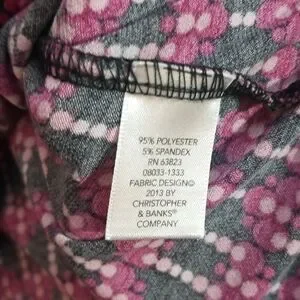 95% POLYESTER
5% SPANDEX
RN 63823
08033-1333
FABRIC DESIGN©
2013 BY
CHRISTOPHER
& BANKS®
COMPANY